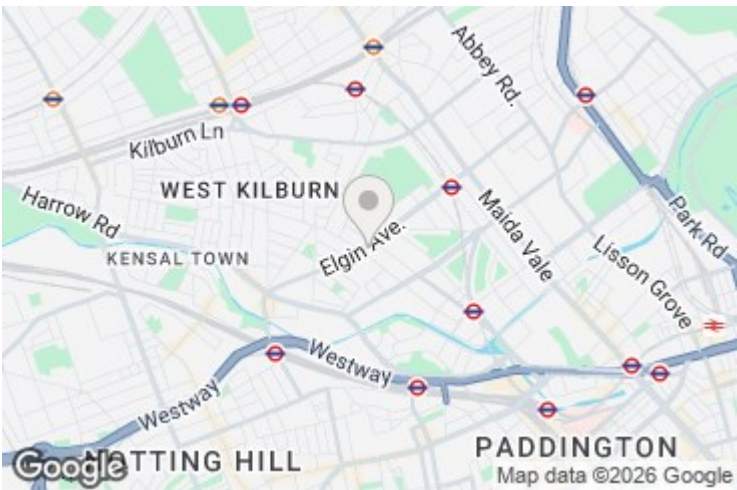 Abbey Rd.
Kilburn Ln
WEST KILBURN
Harrow Rd
Maida Vale
Park Rd
Elgin Ave.
KENSAL TOWN
Lisson Grove
Westway
Westway
NOTTING HILL
PADDINGTON
Google
Map data ©2026 Google